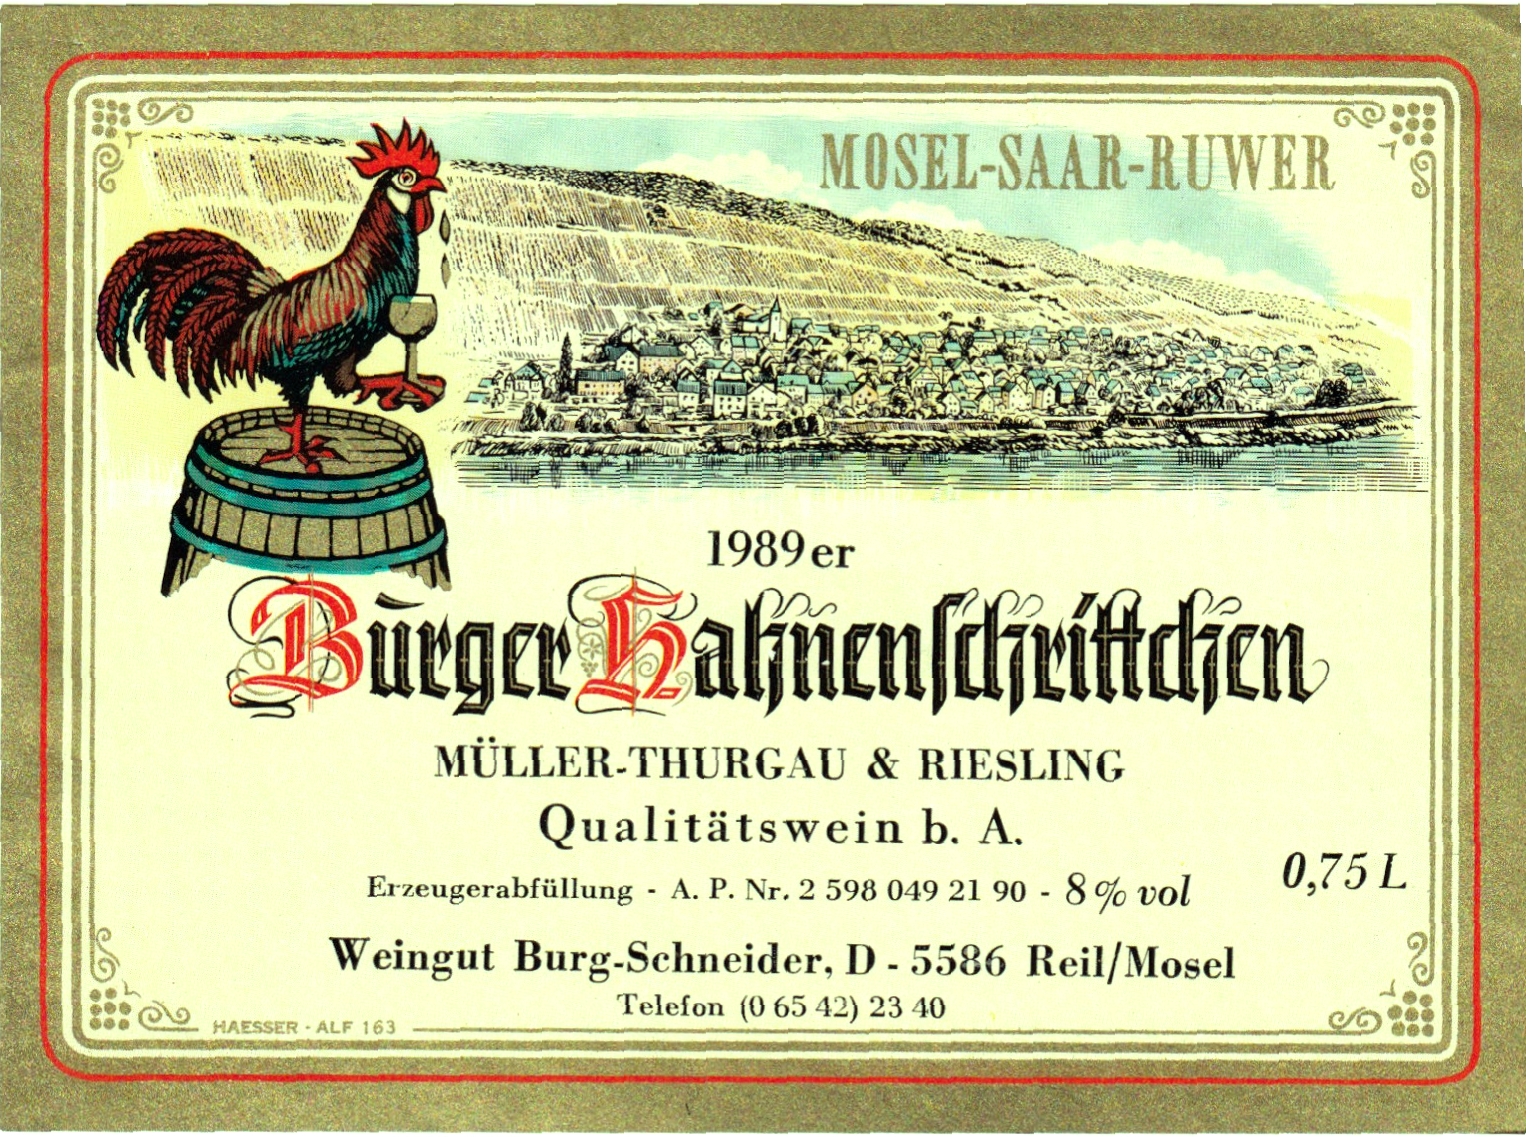 MOSEL-SAAR-RUWER
1989er
Burger Hahnenschrittchen
MÜLLER-THURGAU & RIESLING
Qualitätswein b. A.
0,75 L
Erzeugerabfüllung - A. P. Nr. 2 598 049 21 90 - 8% vol
Weingut Burg-Schneider, D - 5586 Reil/Mosel
Telefon (0 65 42) 23 40
HAESSER · ALF 163